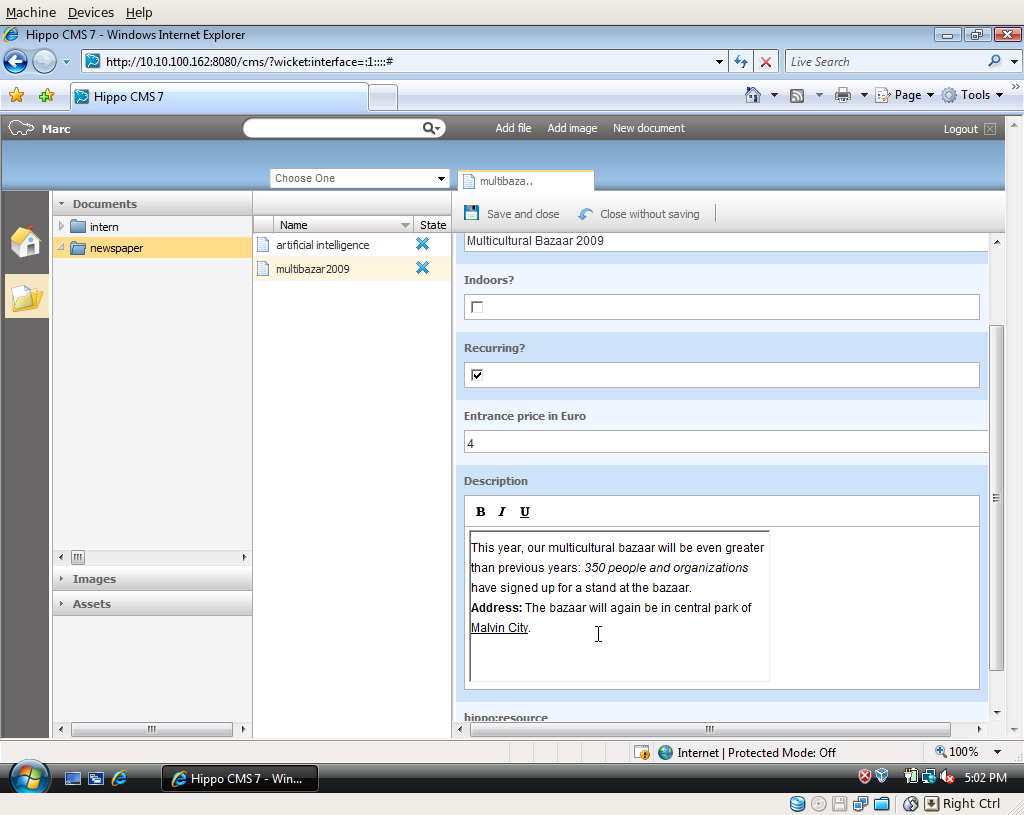 Machine Devices Help
Hippo CMS 7 - Windows Internet Explorer
http://10.10.100.162:8080/cms/?wicket:interface=:1::::#
Live Search
Hippo CMS 7
Page
Tools
Marc
Add file
Add image
New document
Logout
Choose One
multibaza..
Documents
intern
newspaper
Images
Assets
Name
State
artificial intelligence
multibazar2009
Save and close
Close without saving
Multicultural Bazaar 2009
Indoors?
Recurring?
Entrance price in Euro
4
Description
B I U
This year, our multicultural bazaar will be even greater
than previous years: 350 people and organizations
have signed up for a stand at the bazaar.
Address: The bazaar will again be in central park of
Malvin City.
hippo:resource
Internet | Protected Mode: Off
100%
Hippo CMS 7 - Win...
5:02 PM
Right Ctrl